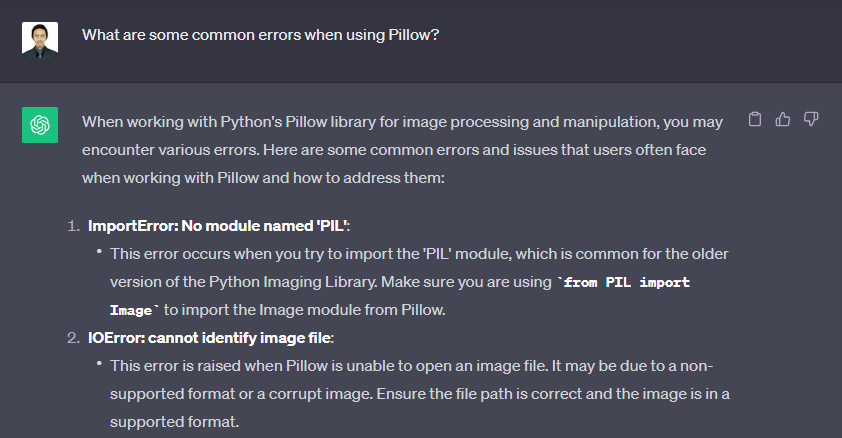 What are some common errors when using Pillow?
When working with Python's Pillow library for image processing and manipulation, you may
encounter various errors. Here are some common errors and issues that users often face
when working with Pillow and how to address them:
1. ImportError: No module named 'PIL':
• This error occurs when you try to import the 'PIL' module, which is common for the older
version of the Python Imaging Library. Make sure you are using `from PIL import
Image` to import the Image module from Pillow.
2. IOError: cannot identify image file:
• This error is raised when Pillow is unable to open an image file. It may be due to a non-
supported format or a corrupt image. Ensure the file path is correct and the image is in a
supported format.